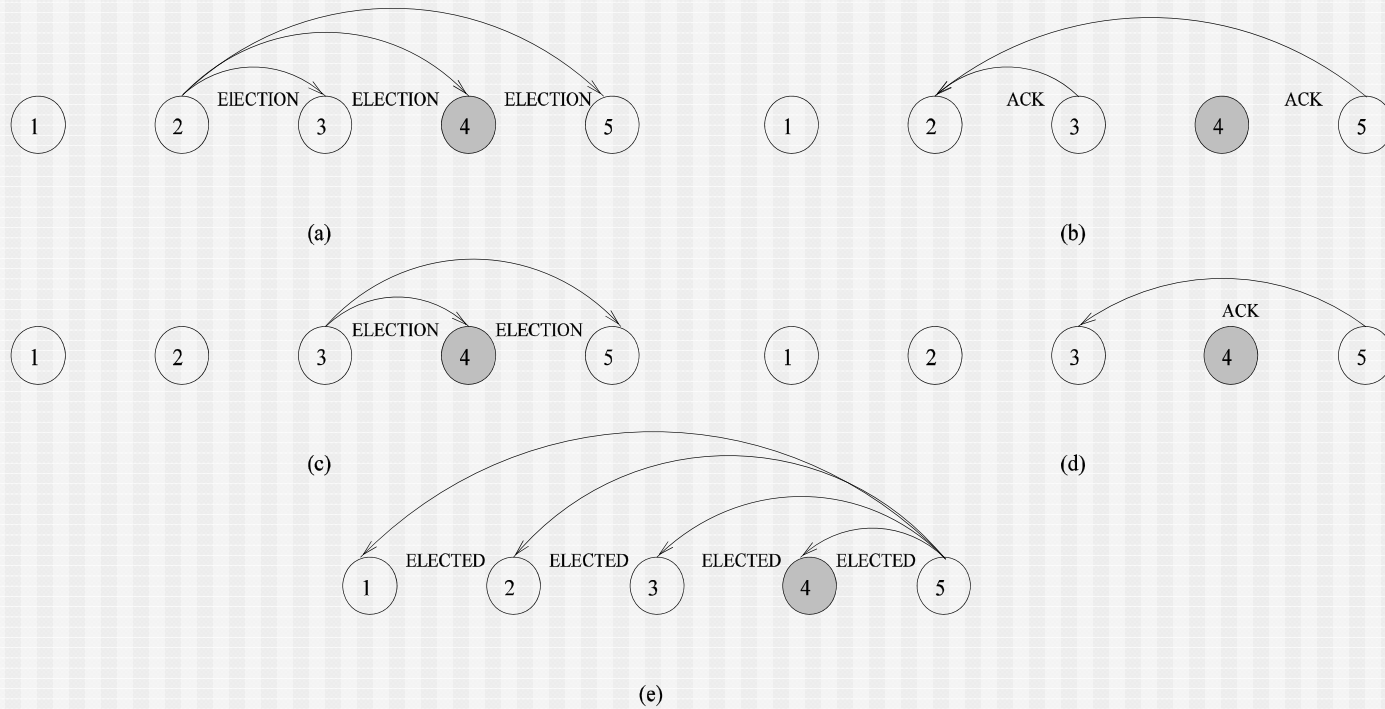 ElECTION ELECTION ELECTION
1 2 3 4 5
(a)
ACK ACK
1 2 3 4 5
(b)
ELECTION ELECTION
1 2 3 4 5
(c)
ACK
1 2 3 4 5
(d)
ELECTED ELECTED ELECTED ELECTED
1 2 3 4 5
(e)